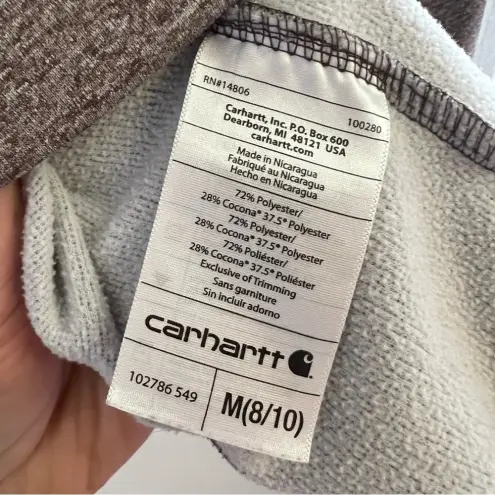 RN#14806
100280
Carhartt, Inc. P.O. Box 600
Dearborn, MI 48121 USA
carhartt.com
Made in Nicaragua
Fabriqué au Nicaragua
Hecho en Nicaragua
72% Polyester/
28% Cocona® 37.5® Polyester
72% Polyester/
28% Cocona® 37.5® Polyester
72% Poliéster/
28% Cocona® 37.5® Poliéster
Exclusive of Trimming
Sans garniture
Sin incluir adorno
carhartt
102786 549
M(8/10)